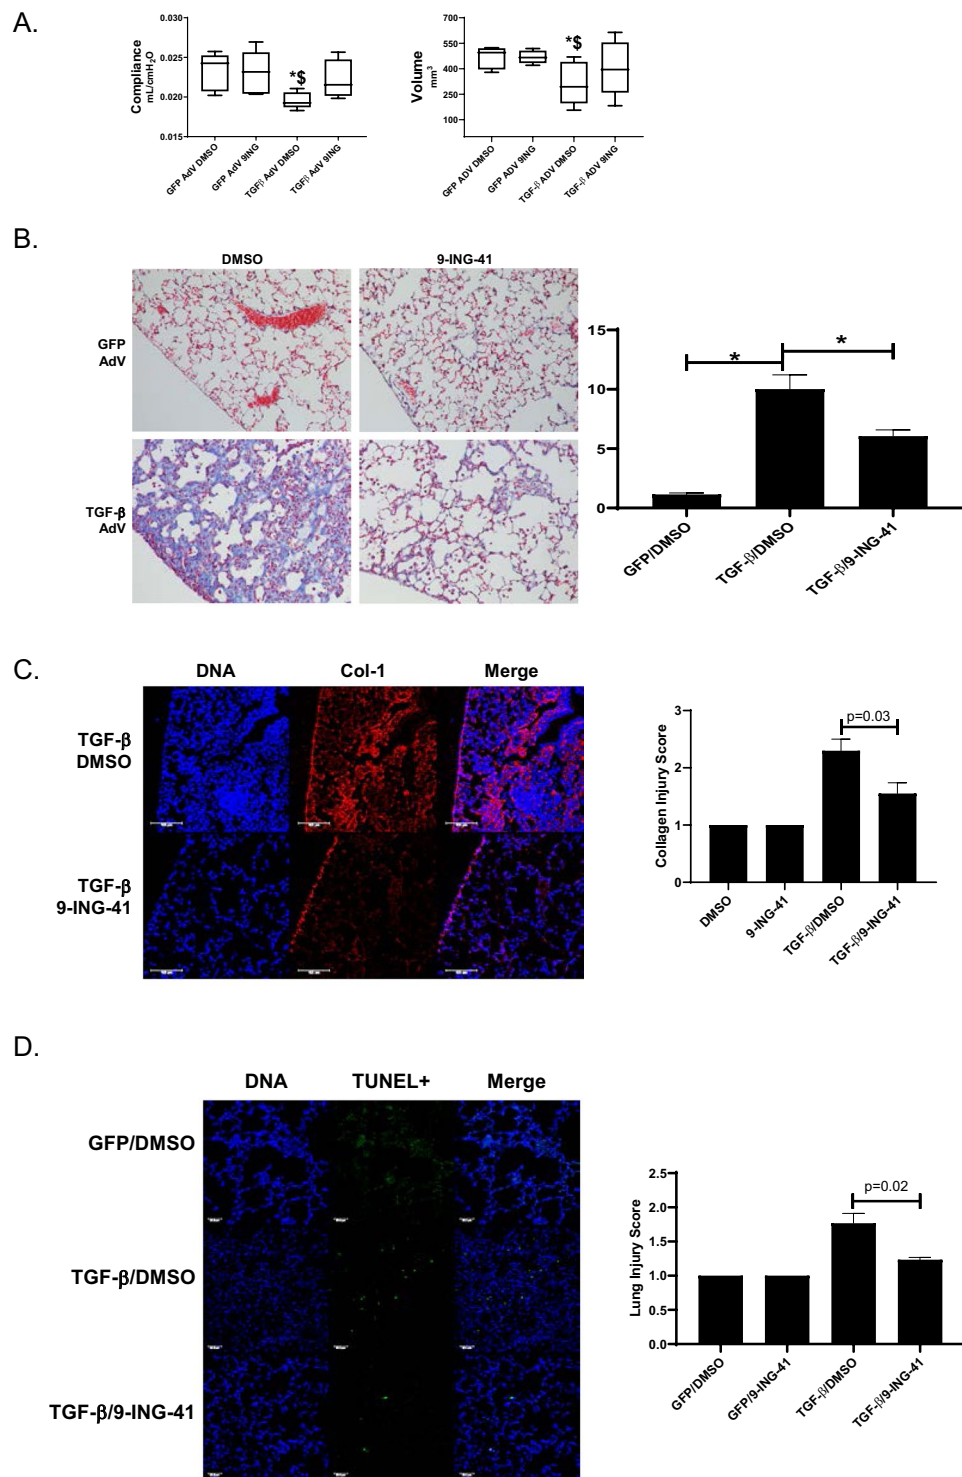 A.
Compliance
mL/cmH₂O
0.030
0.025
0.020
0.015
*$
GFP AdV DMSO
GFP AdV 9ING
TGFβ AdV DMSO
TGFβ AdV 9ING
Volume
mm³
700
500
300
100
*$
GFP ADV DMSO
GFP ADV 9ING
TGF-β ADV DMSO
TGF-β ADV 9ING
B.
DMSO
9-ING-41
GFP
AdV
TGF-β
AdV
15
10
5
0
*
*
GFP/DMSO
TGF-β/DMSO
TGF-β/9-ING-41
C.
DNA
Col-1
Merge
TGF-β
DMSO
TGF-β
9-ING-41
Collagen Injury Score
3
2
1
0
p=0.03
DMSO
9-ING-41
TGF-β/DMSO
TGF-β/9-ING-41
D.
DNA
TUNEL+
Merge
GFP/DMSO
TGF-β/DMSO
TGF-β/9-ING-41
Lung Injury Score
2.5
2.0
1.5
1.0
0.5
0.0
p=0.02
GFP/DMSO
GFP/9-ING-41
TGF-β/DMSO
TGF-β/9-ING-41